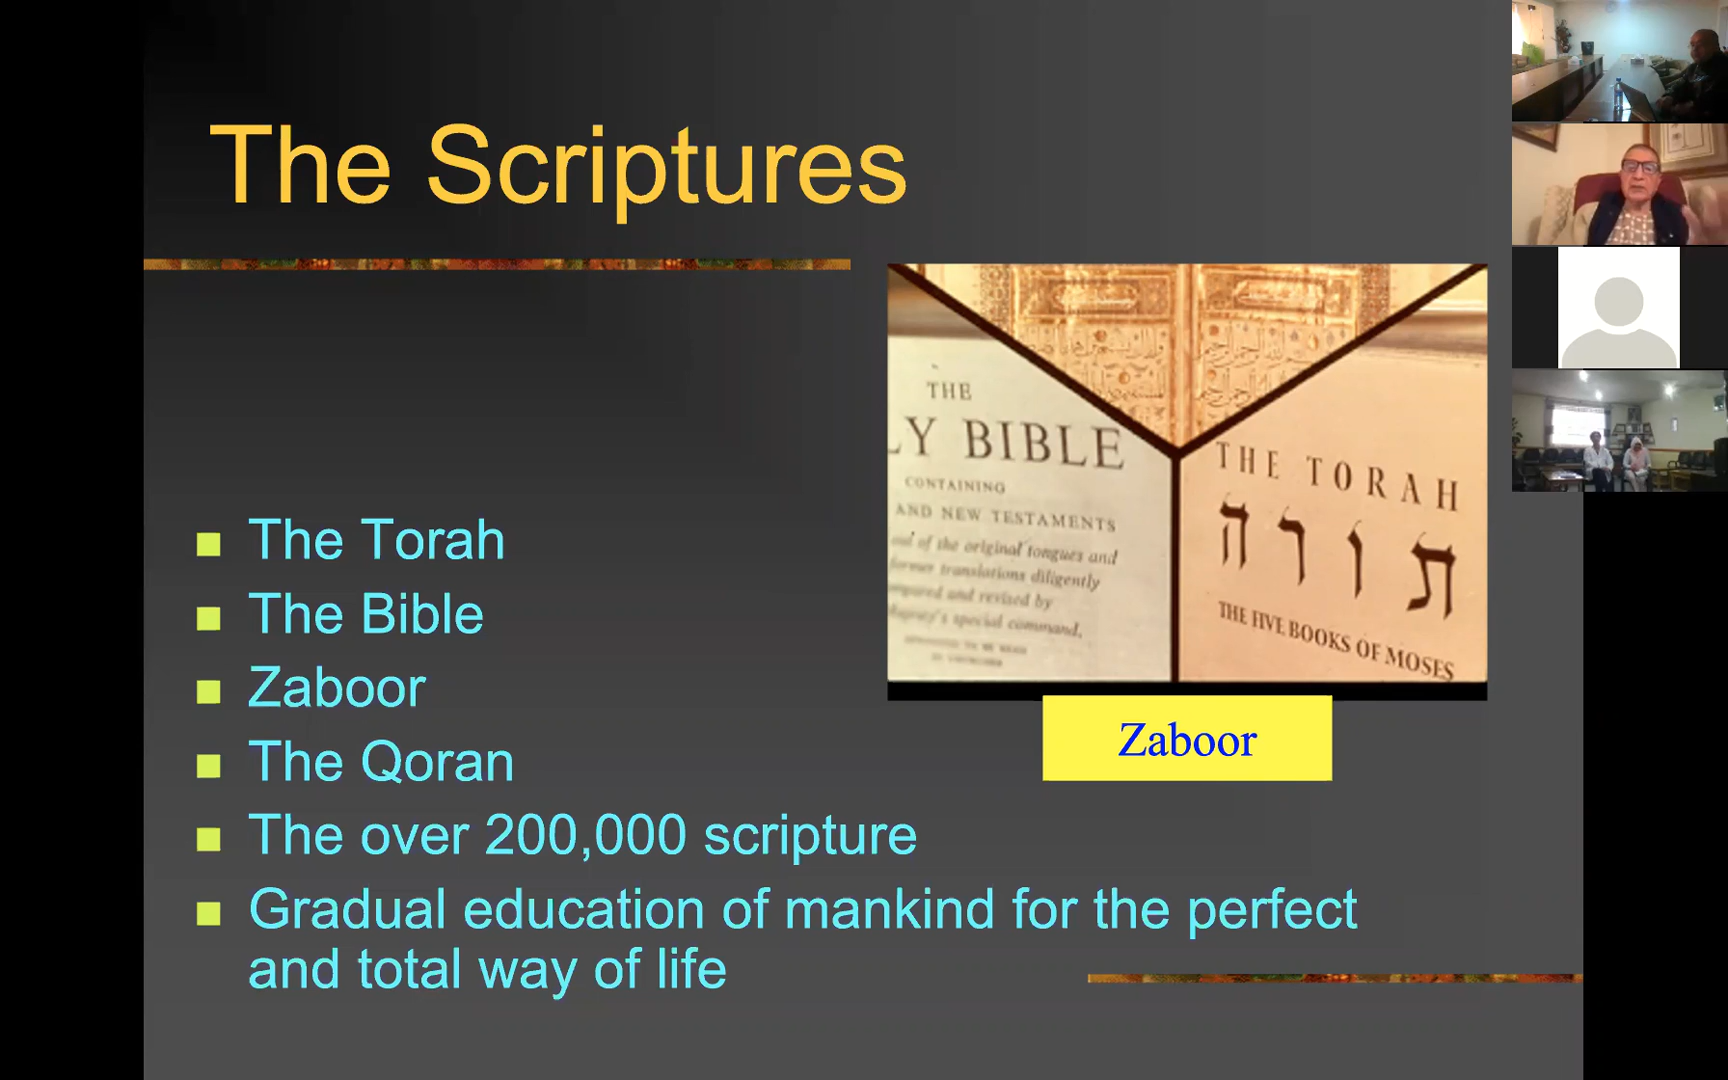 The Scriptures
The Torah
The Bible
Zaboor
The Qoran
The over 200,000 scripture
Gradual education of mankind for the perfect
and total way of life
THE
LY BIBLE
CONTAINING
AND NEW TESTAMENTS
out of the original tongues and
former translations diligently
compared and revised by
Majesty's special command,
THE TORAH
תורה
THE FIVE BOOKS OF MOSES
Zaboor